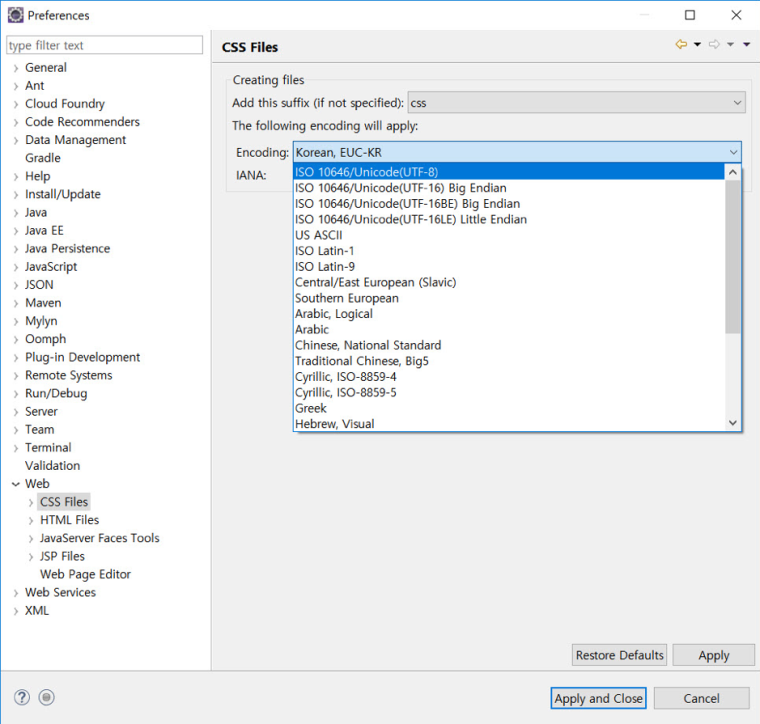 Preferences
type filter text
General
Ant
Cloud Foundry
Code Recommenders
Data Management
Gradle
Help
Install/Update
Java
Java EE
Java Persistence
JavaScript
JSON
Maven
Mylyn
Oomph
Plug-in Development
Remote Systems
Run/Debug
Server
Team
Terminal
Validation
Web
CSS Files
HTML Files
JavaServer Faces Tools
JSP Files
Web Page Editor
Web Services
XML
CSS Files
Creating files
Add this suffix (if not specified): css
The following encoding will apply:
Encoding: Korean, EUC-KR
IANA:
ISO 10646/Unicode(UTF-8)
ISO 10646/Unicode(UTF-16) Big Endian
ISO 10646/Unicode(UTF-16BE) Big Endian
ISO 10646/Unicode(UTF-16LE) Little Endian
US ASCII
ISO Latin-1
ISO Latin-9
Central/East European (Slavic)
Southern European
Arabic, Logical
Arabic
Chinese, National Standard
Traditional Chinese, Big5
Cyrillic, ISO-8859-4
Cyrillic, ISO-8859-5
Greek
Hebrew, Visual
Restore Defaults Apply
? Apply and Close Cancel